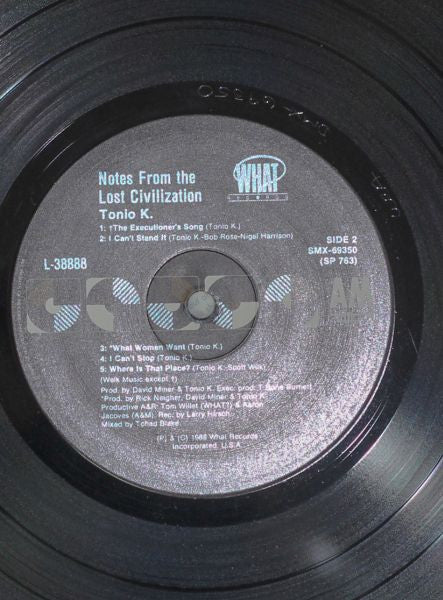 Notes From the
Lost Civilization
Tonio K.
WHAT
RECORDS
1: †The Executioner's Song (Tonio K.)
2: I Can't Stand It (Tonio K.-Bob Rose-Nigel Harrison)
SIDE 2
SMX-69350
(SP 763)
L-38888
3: *What Women Want (Tonio K.)
4: I Can't Stop (Tonio K.)
5: Where Is That Place? (Tonio K.-Scott Wilk)
(Welk Music except †)
Prod. by David Miner & Tonio K. Exec. prod. T Bone Burnett
*Prod. by Rick Neigher, David Miner & Tonio K.
Productive A&R: Tom Willet (WHAT?) & Aaron
Jacoves (A&M). Rec. by Larry Hirsch.
Mixed by Tchad Blake.
(P) & (C) 1988 What Records
Incorporated, U.S.A.